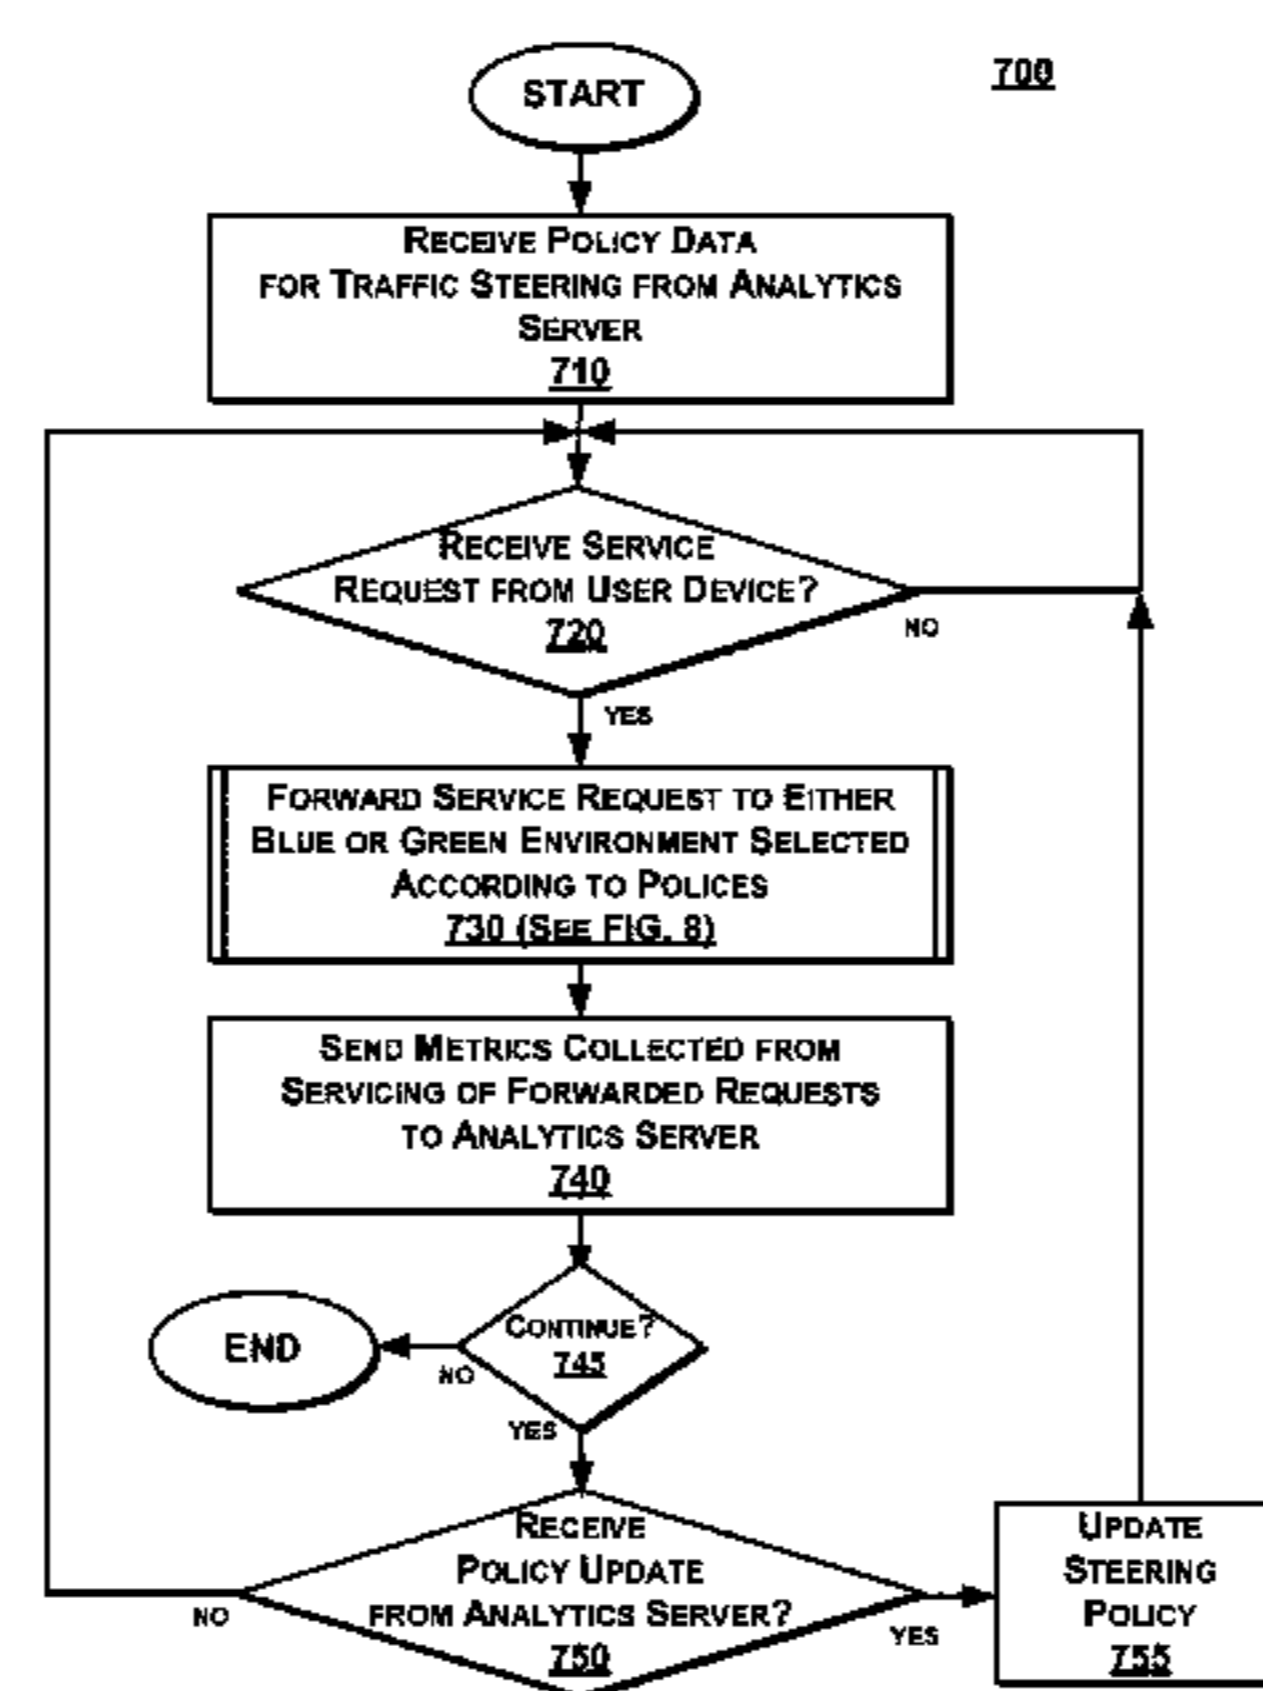 START
700
RECEIVE POLICY DATA
FOR TRAFFIC STEERING FROM ANALYTICS
SERVER
710
RECEIVE SERVICE
REQUEST FROM USER DEVICE?
720
NO
YES
FORWARD SERVICE REQUEST TO EITHER
BLUE OR GREEN ENVIRONMENT SELECTED
ACCORDING TO POLICES
730 (SEE FIG. 8)
SEND METRICS COLLECTED FROM
SERVICING OF FORWARDED REQUESTS
TO ANALYTICS SERVER
740
CONTINUE?
745
END
NO
YES
RECEIVE
POLICY UPDATE
FROM ANALYTICS SERVER?
750
NO
YES
UPDATE
STEERING
POLICY
755